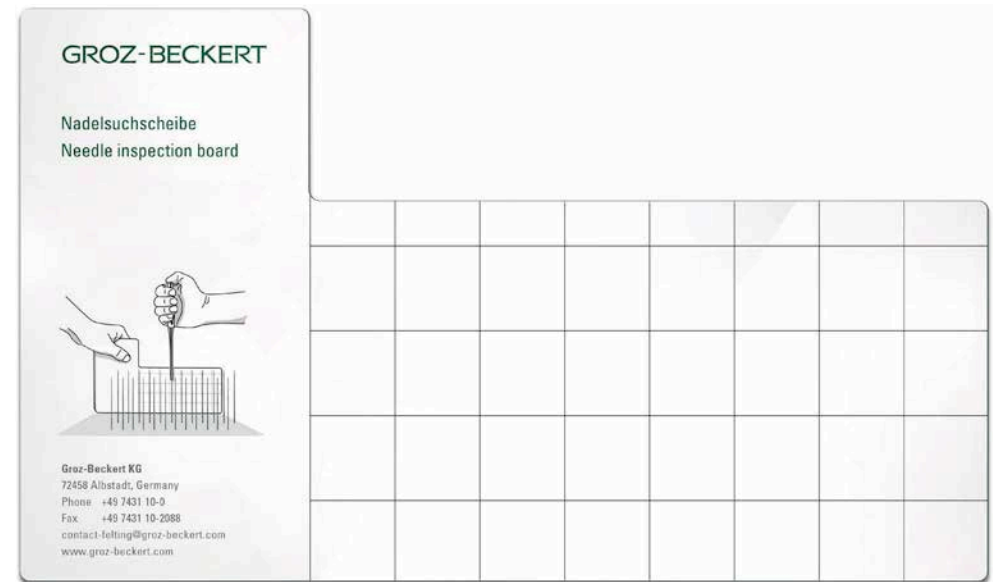 GROZ-BECKERT
Nadelsuchscheibe
Needle inspection board
Groz-Beckert KG
72458 Albstadt, Germany
Phone +49 7431 10-0
Fax +49 7431 10-2088
contact-felting@groz-beckert.com
www.groz-beckert.com